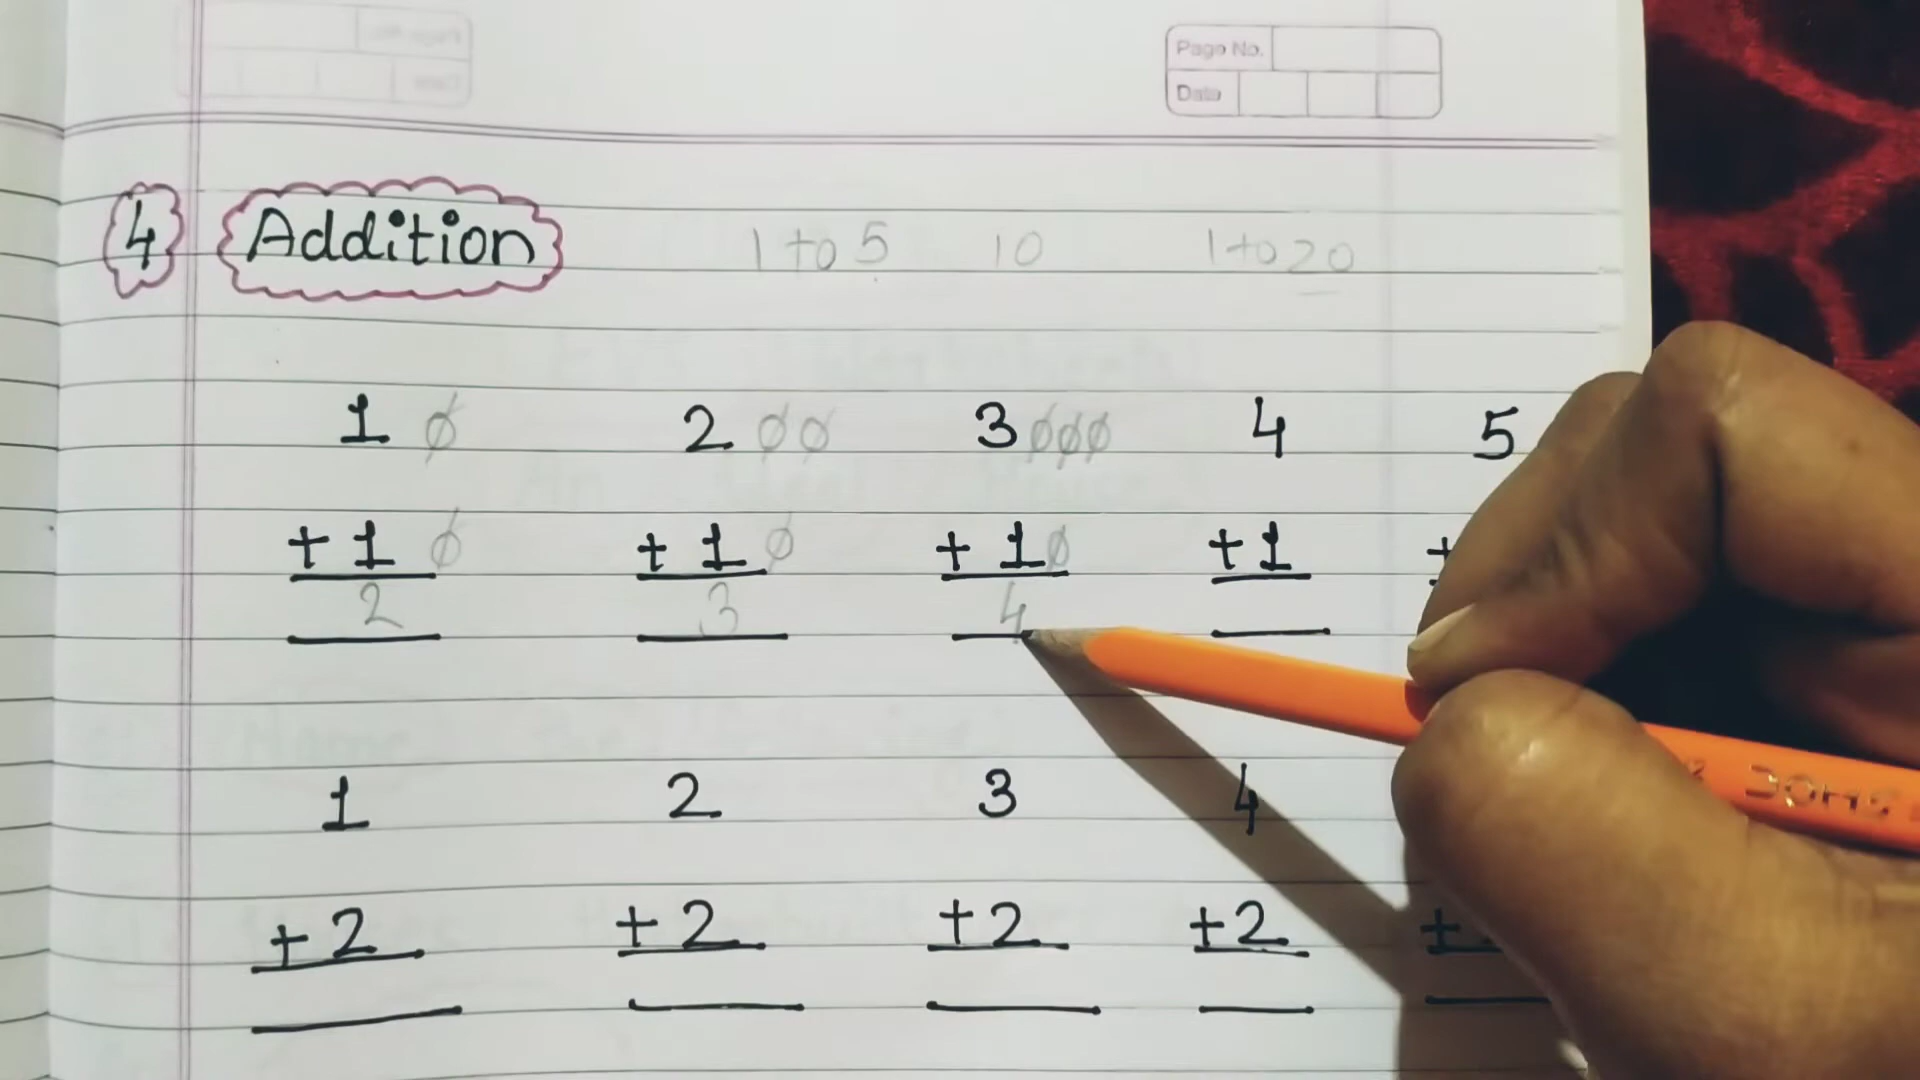 Page No.
Date
4 Addition 1 to 5 10 1 to 20
1 2 3 4 5
+ 1 + 1 + 1 + 1 +
2 3 4
1 2 3 4
+ 2 + 2 + 2 + 2 +